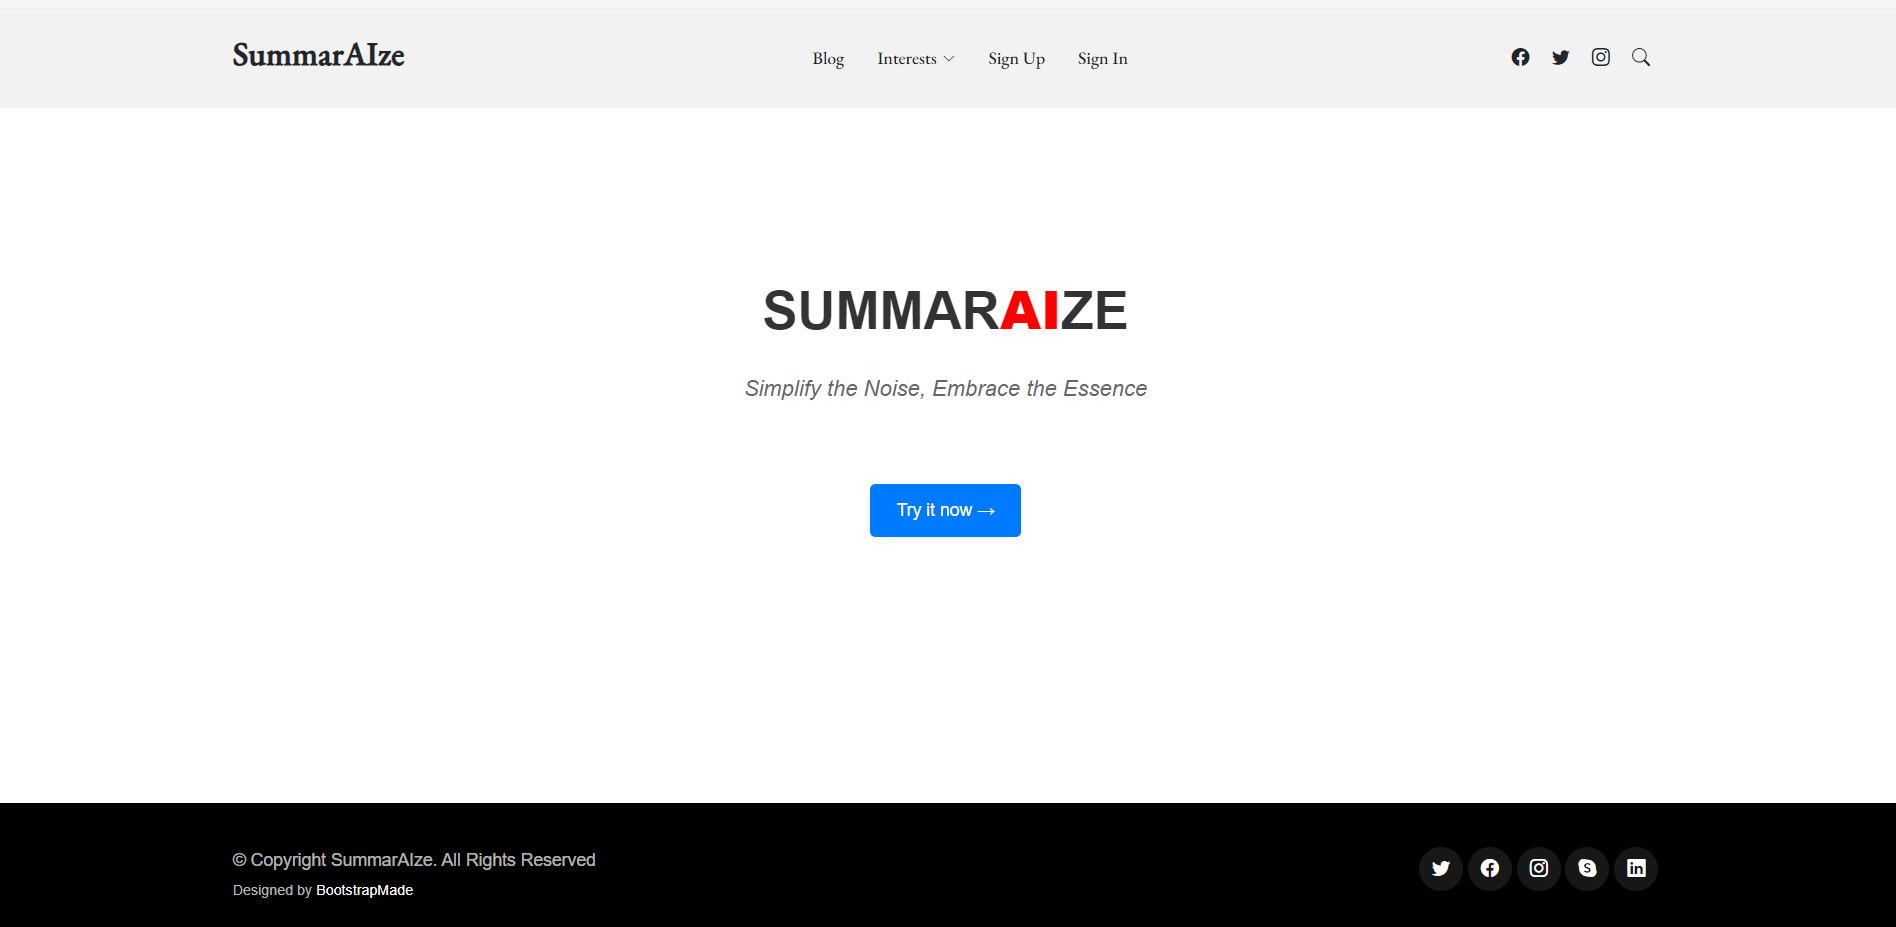 SummarAIze
Blog Interests Sign Up Sign In
SUMMARAIZE
Simplify the Noise, Embrace the Essence
Try it now →
© Copyright SummarAIze. All Rights Reserved
Designed by BootstrapMade